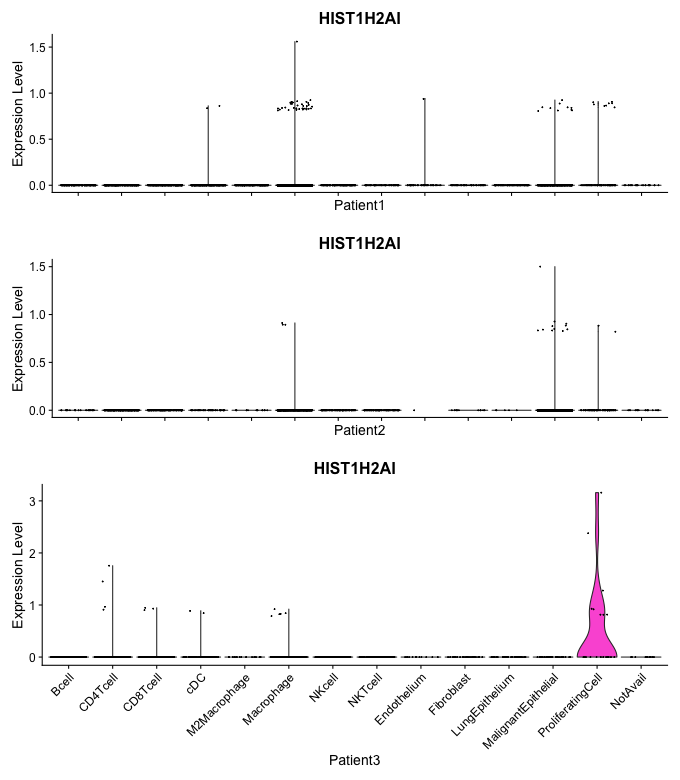 HIST1H2AI
Expression Level
1.5
1.0
0.5
0.0
Patient1
HIST1H2AI
Expression Level
1.5
1.0
0.5
0.0
Patient2
HIST1H2AI
Expression Level
3
2
1
0
Bcell
CD4Tcell
CD8Tcell
cDC
M2Macrophage
Macrophage
NKcell
NKTcell
Endothelium
Fibroblast
LungEpithelium
MalignantEpithelial
ProliferatingCell
NotAvail
Patient3